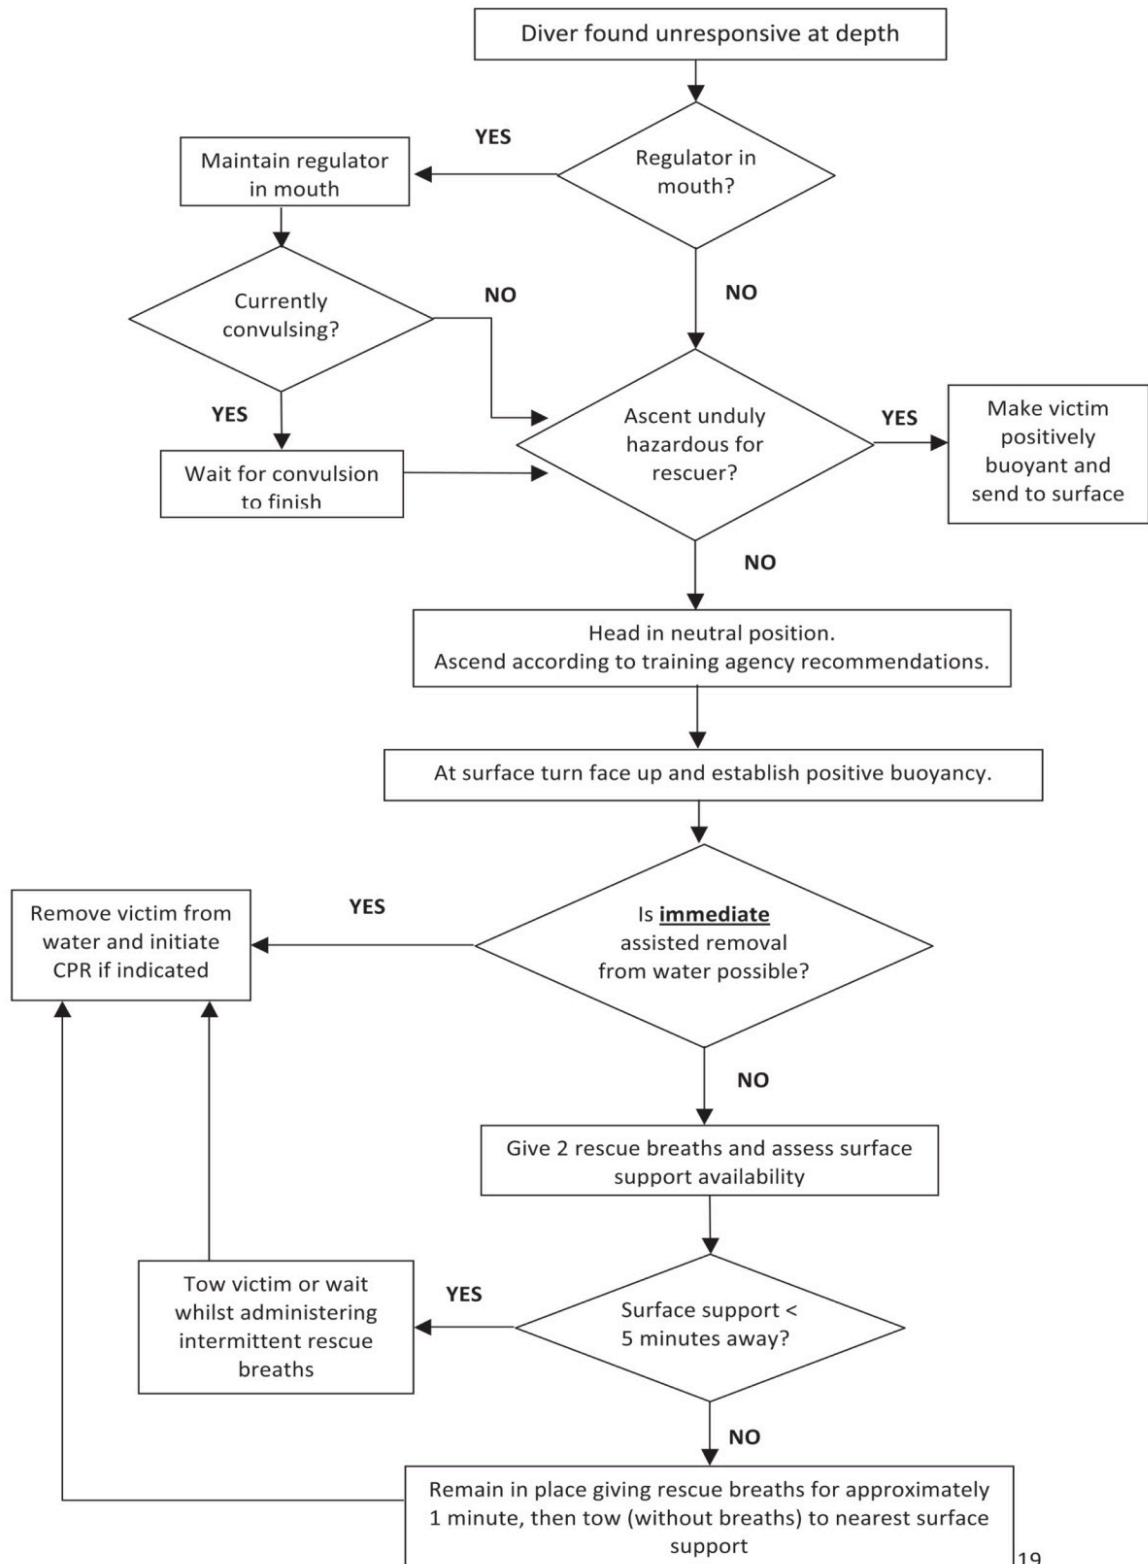 Diver found unresponsive at depth
YES
Maintain regulator
in mouth
Regulator in
mouth?
NO
Currently
convulsing?
NO
YES
Wait for convulsion
to finish
Ascent unduly
hazardous for
rescuer?
YES
Make victim
positively
buoyant and
send to surface
NO
Head in neutral position.
Ascend according to training agency recommendations.
At surface turn face up and establish positive buoyancy.
Remove victim from
water and initiate
CPR if indicated
YES
Is immediate
assisted removal
from water possible?
NO
Give 2 rescue breaths and assess surface
support availability
Tow victim or wait
whilst administering
intermittent rescue
breaths
YES
Surface support <
5 minutes away?
NO
Remain in place giving rescue breaths for approximately
1 minute, then tow (without breaths) to nearest surface
support
19